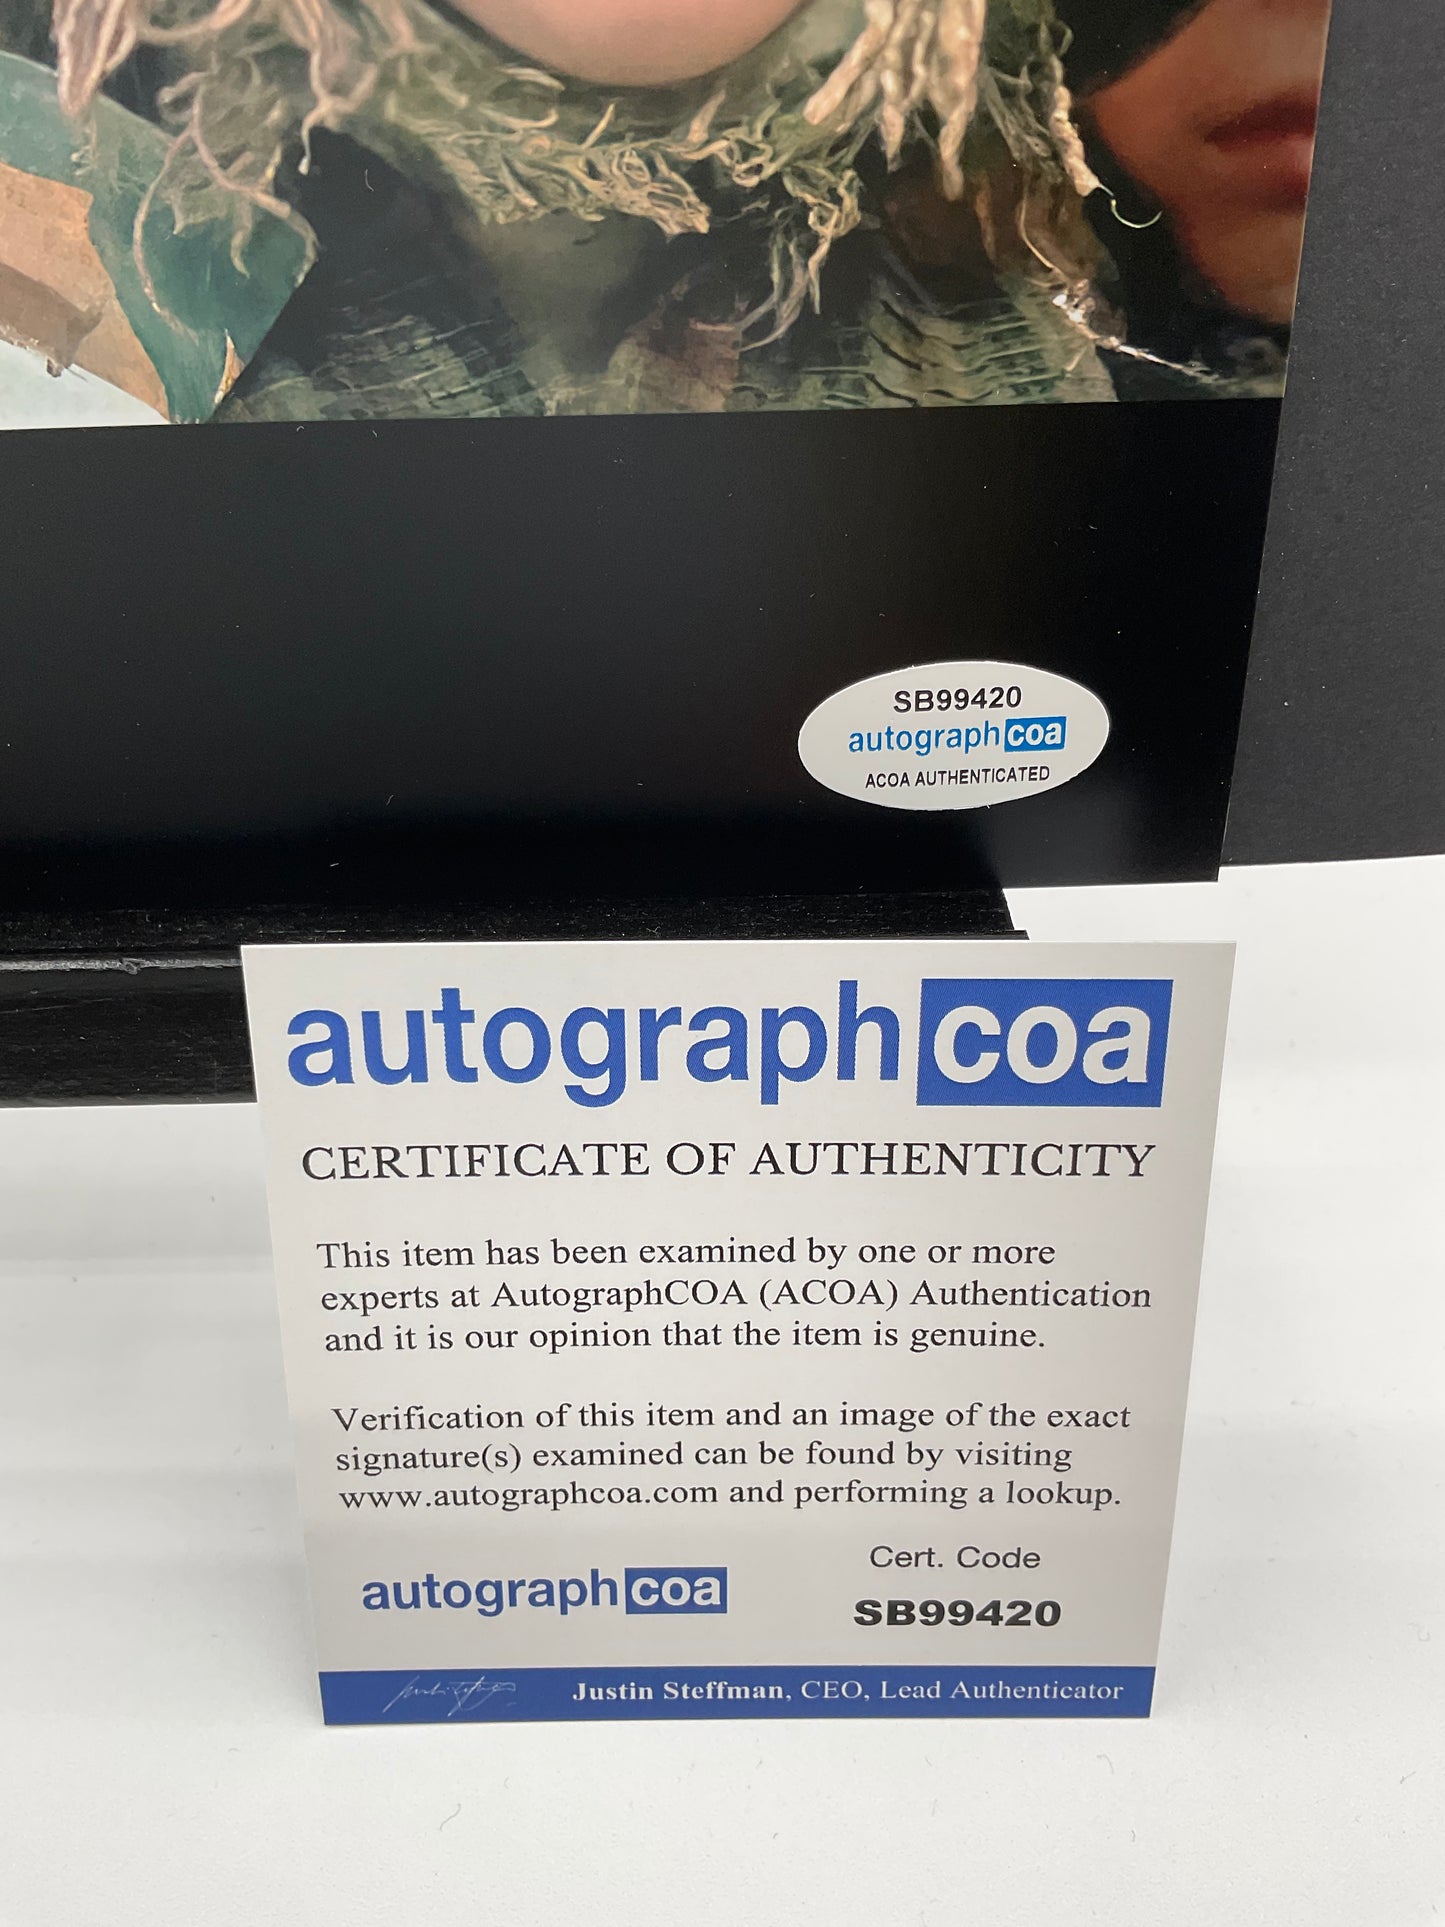 SB99420
autographcoa
ACOA AUTHENTICATED
autographcoa
CERTIFICATE OF AUTHENTICITY
This item has been examined by one or more
experts at AutographCOA (ACOA) Authentication
and it is our opinion that the item is genuine.
Verification of this item and an image of the exact
signature(s) examined can be found by visiting
www.autographcoa.com and performing a lookup.
Cert. Code
autographcoa SB99420
Justin Steffman, CEO, Lead Authenticator